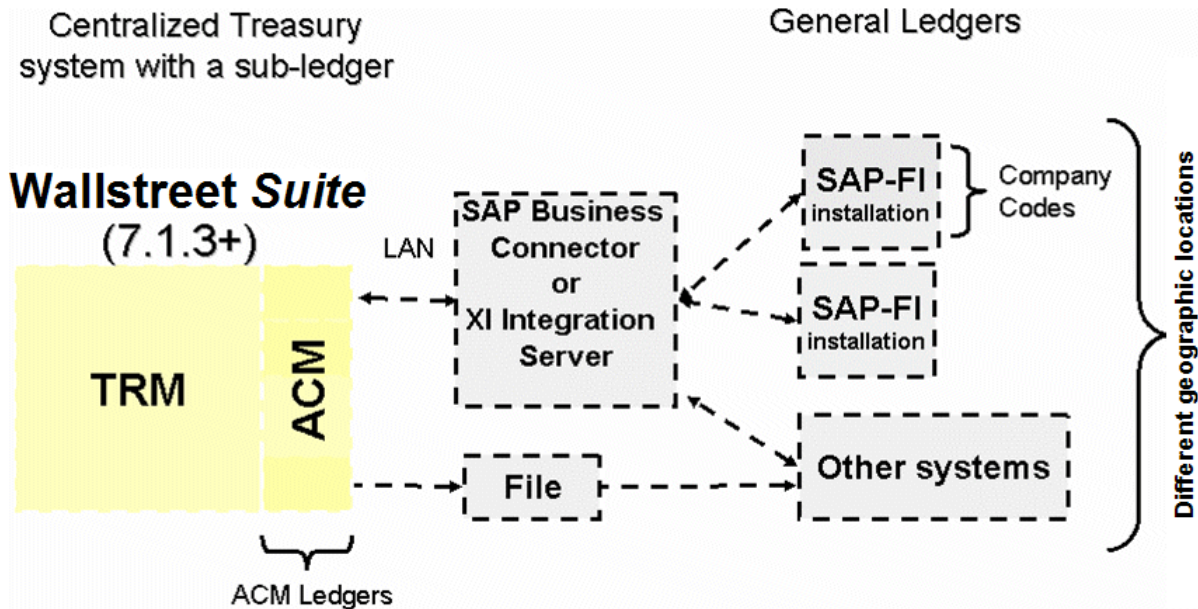 Centralized Treasury
system with a sub-ledger
General Ledgers
Wallstreet Suite
(7.1.3+)
LAN
SAP Business
Connector
or
XI Integration
Server
SAP-FI
installation
Company
Codes
SAP-FI
installation
TRM
ACM
File
Other systems
ACM Ledgers
Different geographic locations